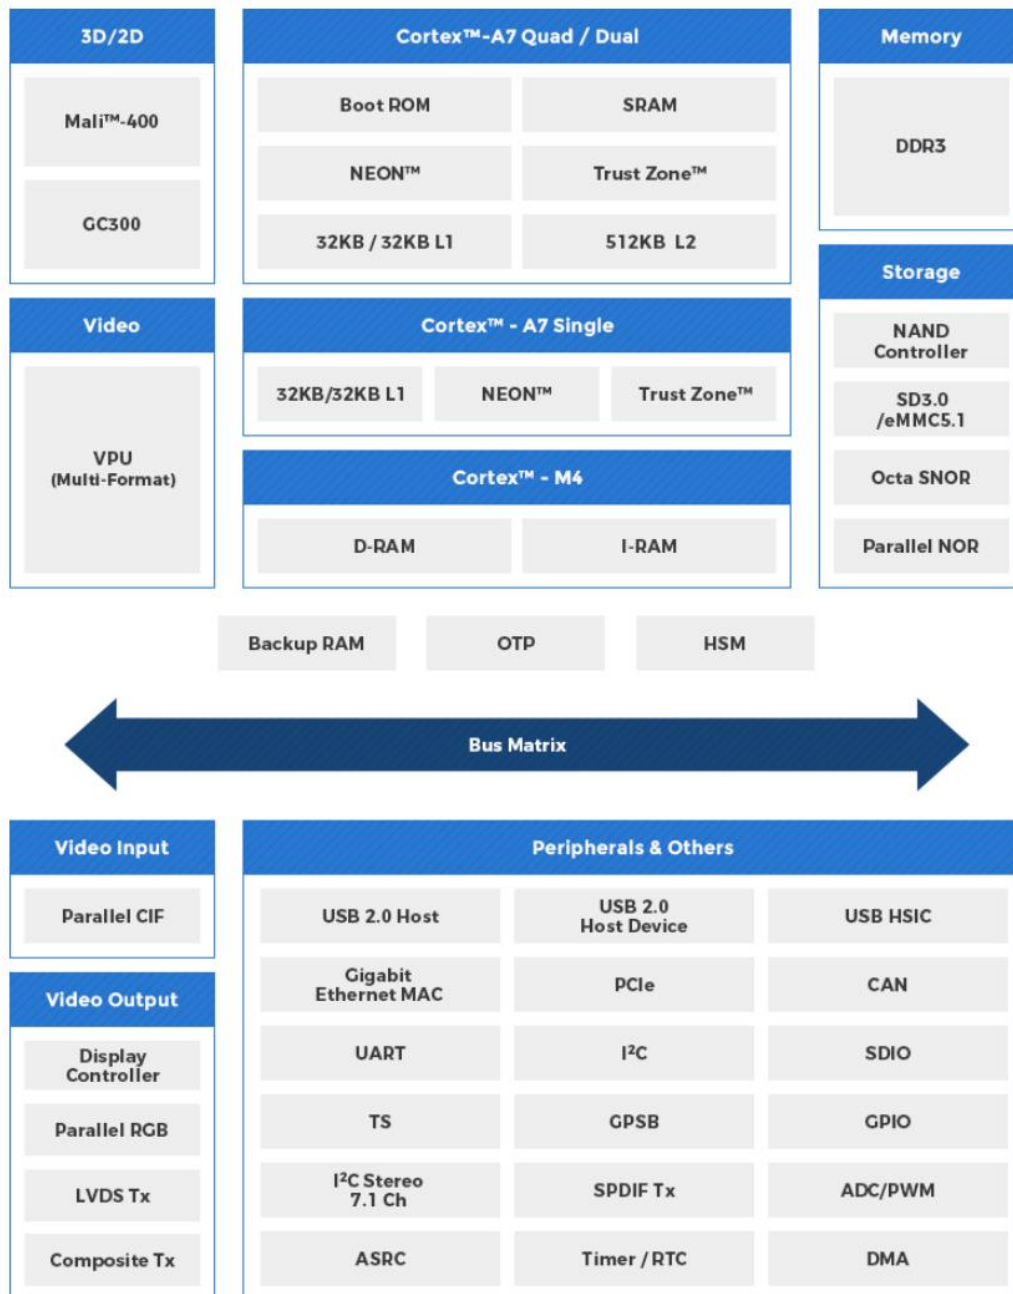 3D/2D
Mali™-400
GC300
Cortex™-A7 Quad / Dual
Boot ROM
SRAM
NEON™
Trust Zone™
32KB / 32KB L1
512KB L2
Memory
DDR3
Video
VPU
(Multi-Format)
Cortex™ - A7 Single
32KB/32KB L1
NEON™
Trust Zone™
Cortex™ - M4
D-RAM
I-RAM
Storage
NAND
Controller
SD3.0
/eMMC5.1
Octa SNOR
Parallel NOR
Backup RAM
OTP
HSM
Bus Matrix
Video Input
Parallel CIF
Video Output
Display
Controller
Parallel RGB
LVDS Tx
Composite Tx
Peripherals & Others
USB 2.0 Host
USB 2.0
Host Device
USB HSIC
Gigabit
Ethernet MAC
PCIe
CAN
UART
I²C
SDIO
TS
GPSB
GPIO
I²C Stereo
7.1 Ch
SPDIF Tx
ADC/PWM
ASRC
Timer / RTC
DMA